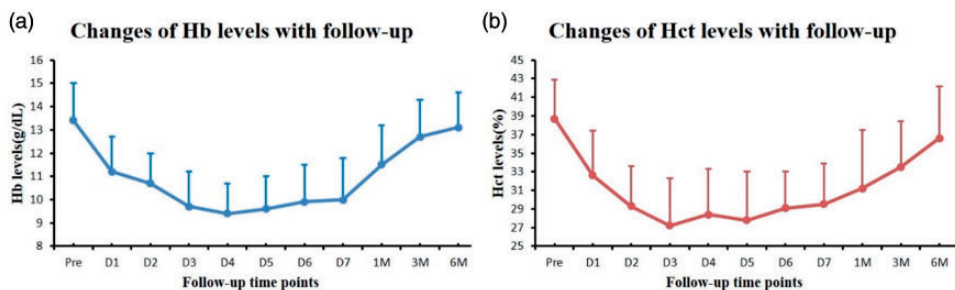 (a)
Changes of Hb levels with follow-up
Hb levels(g/dL)
16
15
14
13
12
11
10
9
8
Pre D1 D2 D3 D4 D5 D6 D7 1M 3M 6M
Follow-up time points
(b)
Changes of Hct levels with follow-up
Hct levels(%)
45
43
41
39
37
35
33
31
29
27
25
Pre D1 D2 D3 D4 D5 D6 D7 1M 3M 6M
Follow-up time points